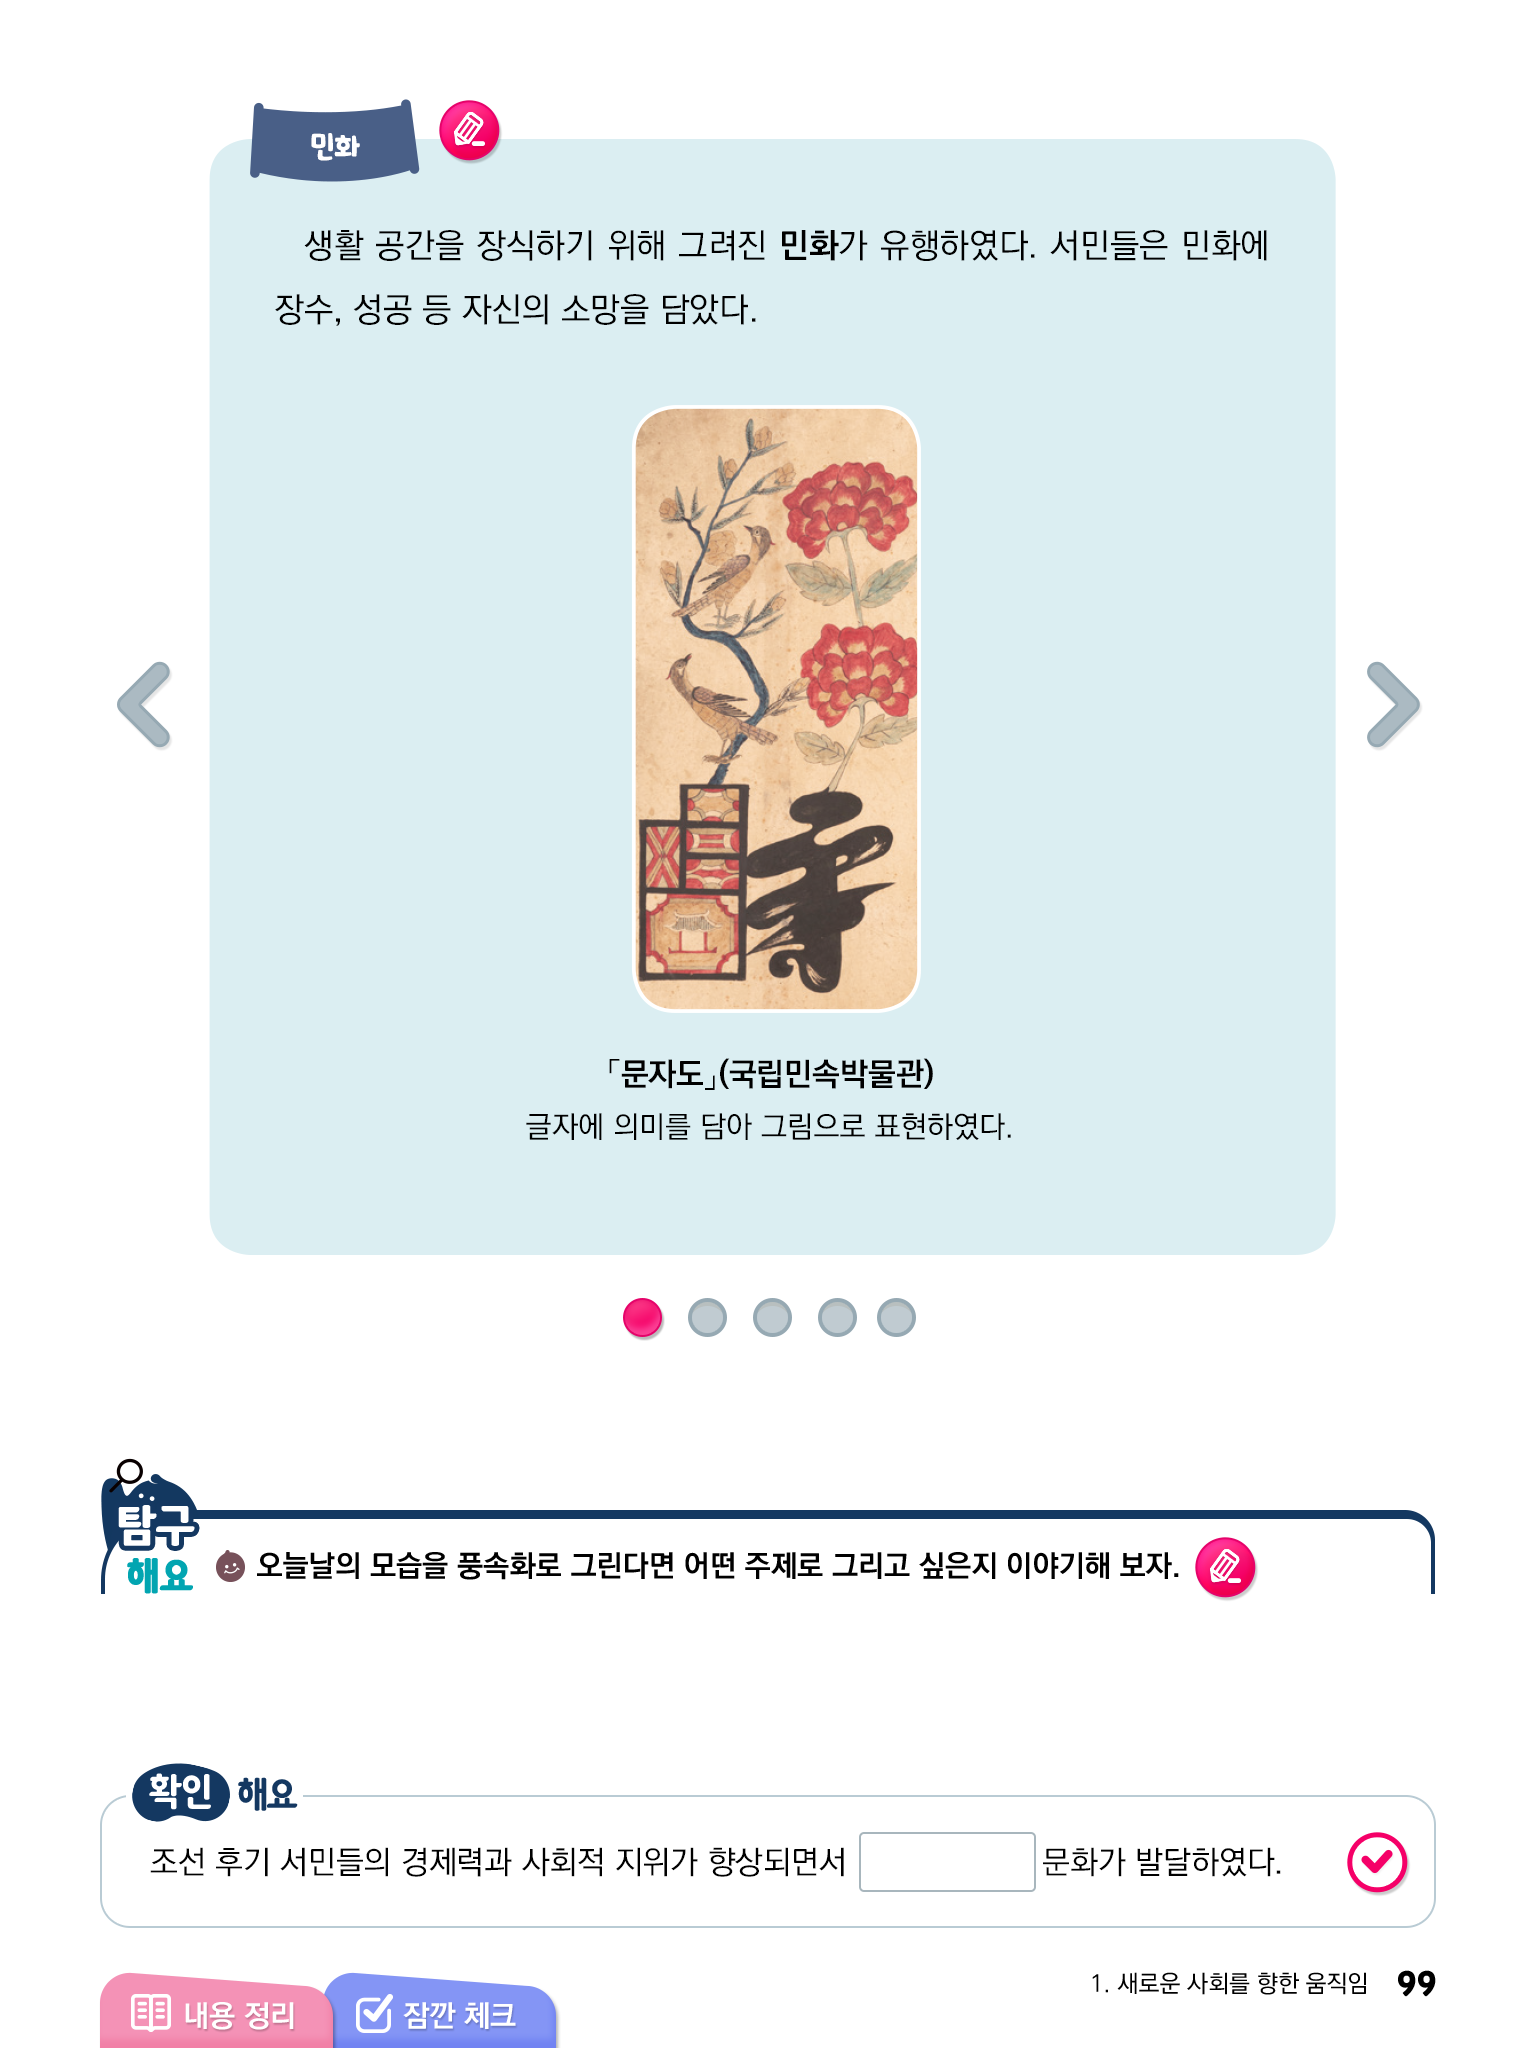 민화
생활 공간을 장식하기 위해 그려진 민화가 유행하였다. 서민들은 민화에
장수, 성공 등 자신의 소망을 담았다.
「문자도」(국립민속박물관)
글자에 의미를 담아 그림으로 표현하였다.
탐구
해요
오늘날의 모습을 풍속화로 그린다면 어떤 주제로 그리고 싶은지 이야기해 보자.
확인 해요
조선 후기 서민들의 경제력과 사회적 지위가 향상되면서 문화가 발달하였다.
1. 새로운 사회를 향한 움직임 99
내용 정리 잠깐 체크